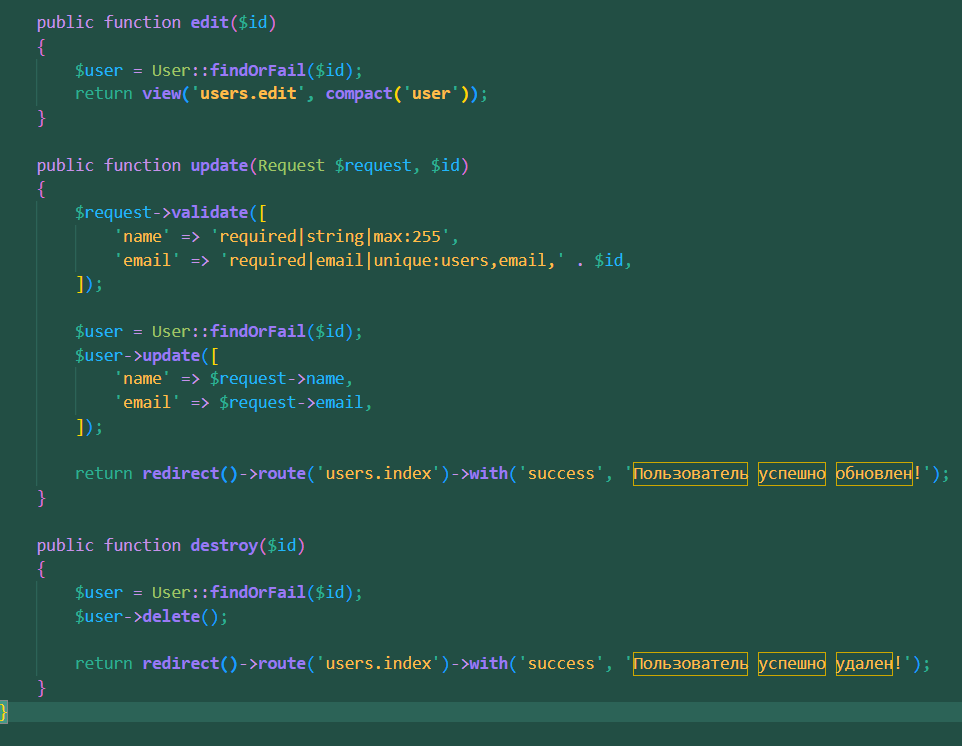 public function edit($id)
{
$user = User::findOrFail($id);
return view('users.edit', compact('user'));
}
public function update(Request $request, $id)
{
$request->validate([
'name' => 'required|string|max:255',
'email' => 'required|email|unique:users,email,' . $id,
]);
$user = User::findOrFail($id);
$user->update([
'name' => $request->name,
'email' => $request->email,
]);
return redirect()->route('users.index')->with('success', 'Пользователь успешно обновлен!');
}
public function destroy($id)
{
$user = User::findOrFail($id);
$user->delete();
return redirect()->route('users.index')->with('success', 'Пользователь успешно удален!');
}
}